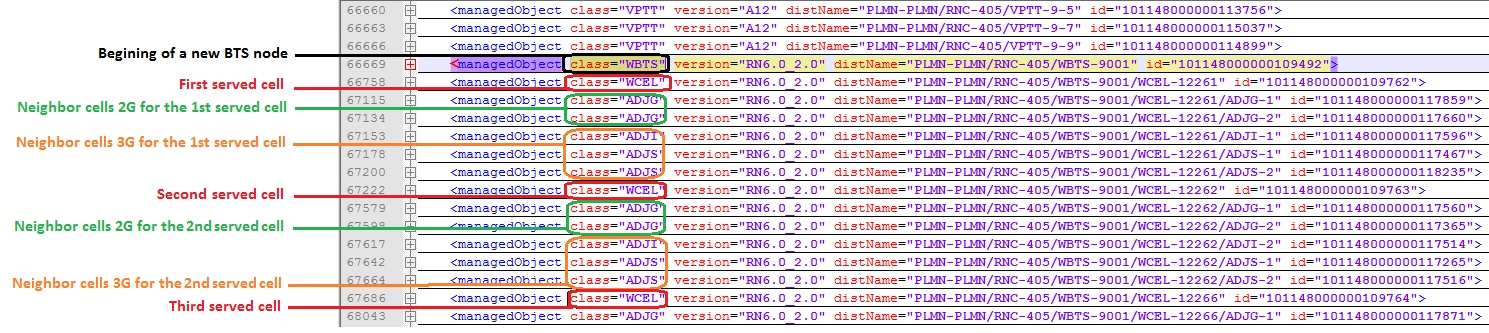 66660 <managedObject class="VPTT" version="A12" distName="PLMN-PLMN/RNC-405/VPTT-9-5" id="101148000000113756">
66663 <managedObject class="VPTT" version="A12" distName="PLMN-PLMN/RNC-405/VPTT-9-7" id="101148000000115037">
66666 <managedObject class="VPTT" version="A12" distName="PLMN-PLMN/RNC-405/VPTT-9-9" id="101148000000114899">
Begining of a new BTS node 66669 <managedObject class="WBTS" version="RN6.0_2.0" distName="PLMN-PLMN/RNC-405/WBTS-9001" id="101148000000109492">
First served cell 66758 <managedObject class="WCEL" version="RN6.0_2.0" distName="PLMN-PLMN/RNC-405/WBTS-9001/WCEL-12261" id="101148000000109762">
Neighbor cells 2G for the 1st served cell 67115 <managedObject class="ADJG" version="RN6.0_2.0" distName="PLMN-PLMN/RNC-405/WBTS-9001/WCEL-12261/ADJG-1" id="101148000000117859">
67134 <managedObject class="ADJG" version="RN6.0_2.0" distName="PLMN-PLMN/RNC-405/WBTS-9001/WCEL-12261/ADJG-2" id="101148000000117660">
Neighbor cells 3G for the 1st served cell 67153 <managedObject class="ADJI" version="RN6.0_2.0" distName="PLMN-PLMN/RNC-405/WBTS-9001/WCEL-12261/ADJI-1" id="101148000000117596">
67178 <managedObject class="ADJS" version="RN6.0_2.0" distName="PLMN-PLMN/RNC-405/WBTS-9001/WCEL-12261/ADJS-1" id="101148000000117467">
67200 <managedObject class="ADJS" version="RN6.0_2.0" distName="PLMN-PLMN/RNC-405/WBTS-9001/WCEL-12261/ADJS-2" id="101148000000118235">
Second served cell 67222 <managedObject class="WCEL" version="RN6.0_2.0" distName="PLMN-PLMN/RNC-405/WBTS-9001/WCEL-12262" id="101148000000109763">
67579 <managedObject class="ADJG" version="RN6.0_2.0" distName="PLMN-PLMN/RNC-405/WBTS-9001/WCEL-12262/ADJG-1" id="101148000000117560">
Neighbor cells 2G for the 2nd served cell 67598 <managedObject class="ADJG" version="RN6.0_2.0" distName="PLMN-PLMN/RNC-405/WBTS-9001/WCEL-12262/ADJG-2" id="101148000000117365">
67617 <managedObject class="ADJI" version="RN6.0_2.0" distName="PLMN-PLMN/RNC-405/WBTS-9001/WCEL-12262/ADJI-2" id="101148000000117514">
67642 <managedObject class="ADJS" version="RN6.0_2.0" distName="PLMN-PLMN/RNC-405/WBTS-9001/WCEL-12262/ADJS-1" id="101148000000117265">
Neighbor cells 3G for the 2nd served cell 67664 <managedObject class="ADJS" version="RN6.0_2.0" distName="PLMN-PLMN/RNC-405/WBTS-9001/WCEL-12262/ADJS-2" id="101148000000117516">
Third served cell 67686 <managedObject class="WCEL" version="RN6.0_2.0" distName="PLMN-PLMN/RNC-405/WBTS-9001/WCEL-12266" id="101148000000109764">
68043 <managedObject class="ADJG" version="RN6.0_2.0" distName="PLMN-PLMN/RNC-405/WBTS-9001/WCEL-12266/ADJG-1" id="101148000000117871">